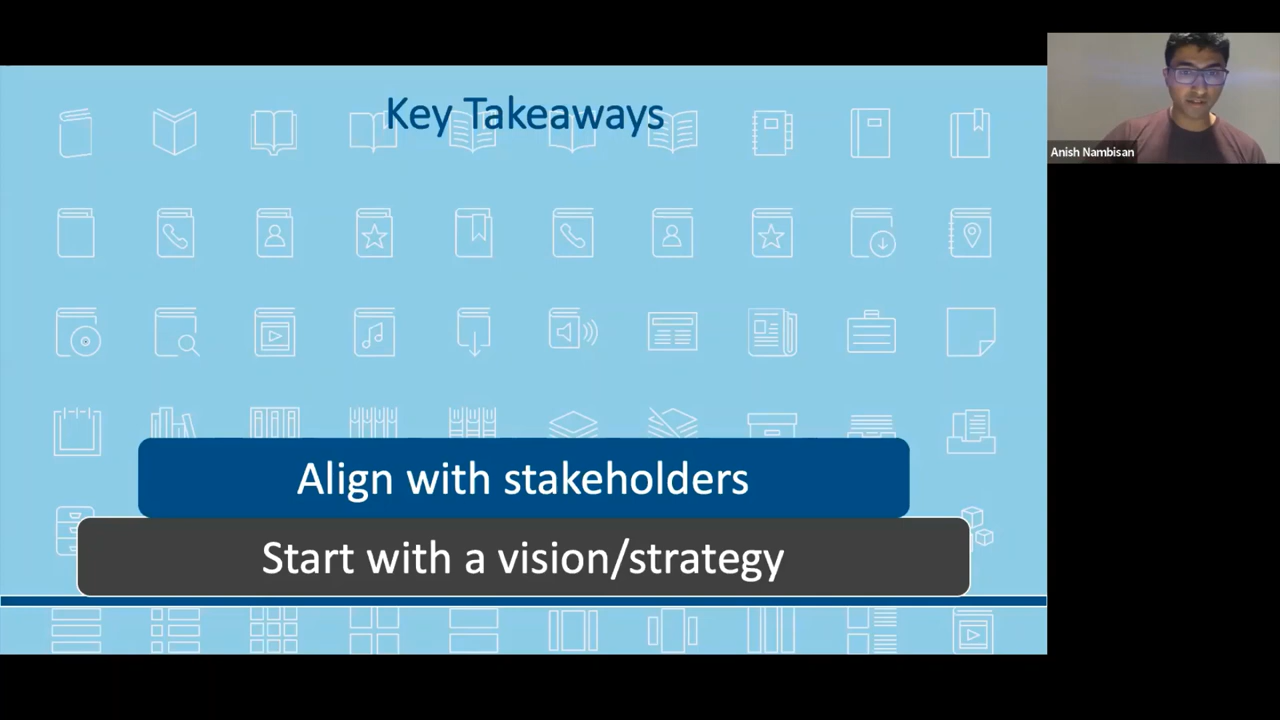 Key Takeaways
Anish Nambisan
Align with stakeholders
Start with a vision/strategy